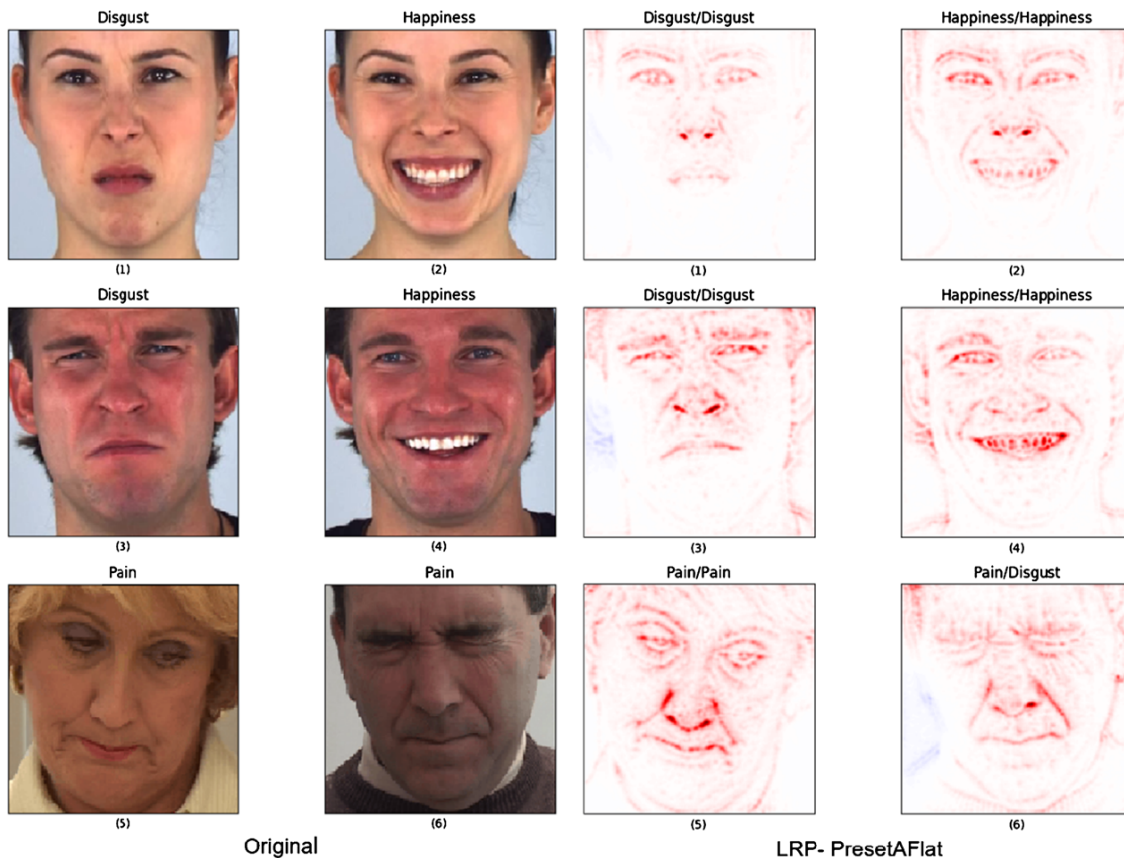 Disgust
Happiness
Disgust/Disgust
Happiness/Happiness
(1)
(2)
(1)
(2)
Disgust
Happiness
Disgust/Disgust
Happiness/Happiness
(3)
(4)
(3)
(4)
Pain
Pain
Pain/Pain
Pain/Disgust
(5)
(6)
(5)
(6)
Original
LRP- PresetAFlat